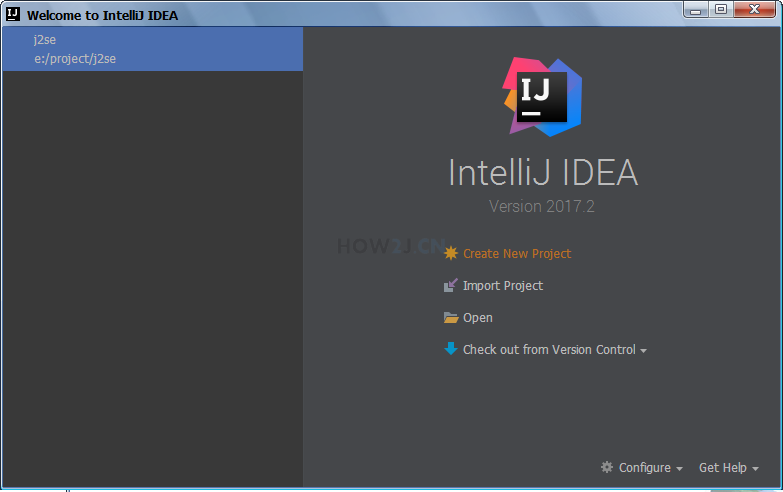 Welcome to IntelliJ IDEA
j2se
e:/project/j2se
IJ
IntelliJ IDEA
Version 2017.2
HOW2J.CN
Create New Project
Import Project
Open
Check out from Version Control
Configure
Get Help